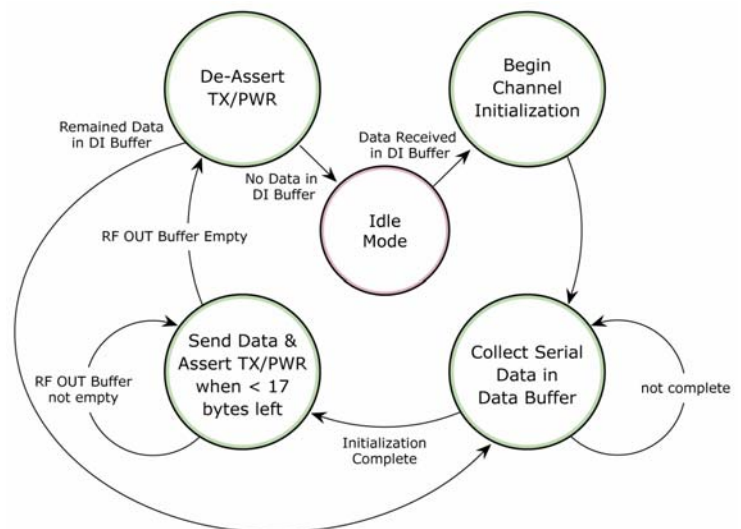 De-Assert
TX/PWR
Begin
Channel
Initialization
Remained Data
in DI Buffer
Data Received
in DI Buffer
No Data in
DI Buffer
Idle
Mode
RF OUT Buffer Empty
Send Data &
Assert TX/PWR
when < 17
bytes left
Collect Serial
Data in
Data Buffer
RF OUT Buffer
not empty
not complete
Initialization
Complete